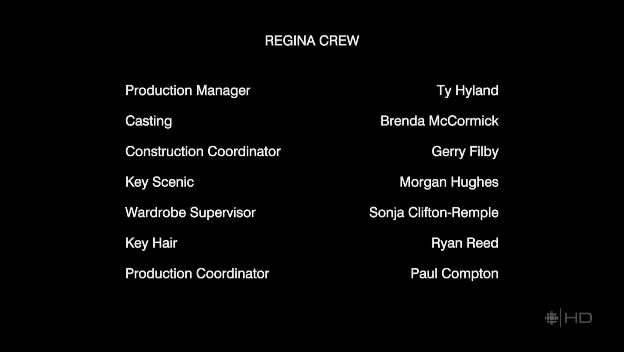 REGINA CREW
Production Manager Ty Hyland
Casting Brenda McCormick
Construction Coordinator Gerry Filby
Key Scenic Morgan Hughes
Wardrobe Supervisor Sonja Clifton-Remple
Key Hair Ryan Reed
Production Coordinator Paul Compton
HD